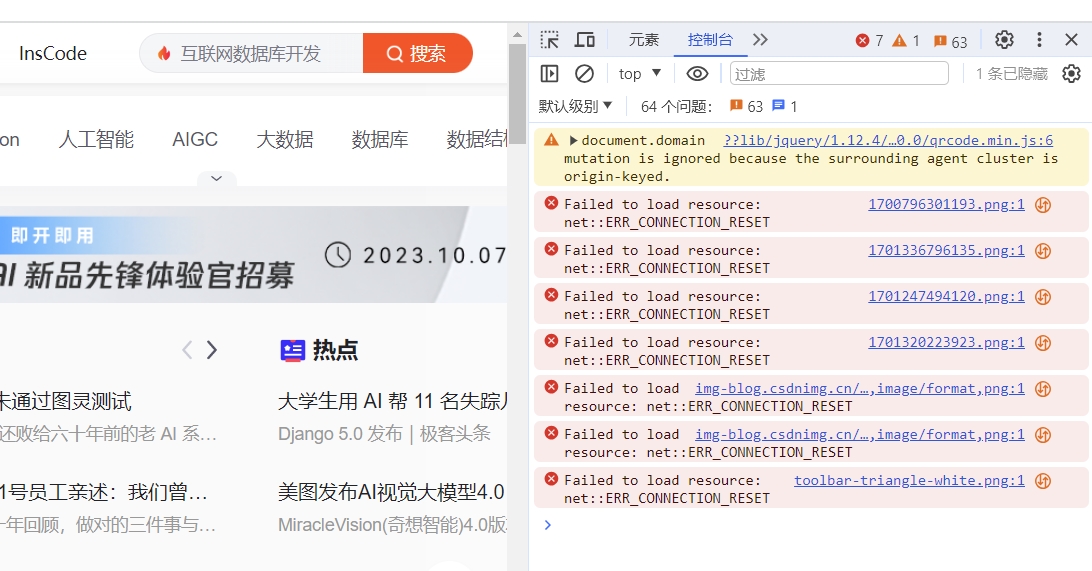 InsCode
互联网数据库开发
搜索
on
人工智能
AIGC
大数据
数据库
数据结构
即开即用
AI 新品先锋体验官招募
2023.10.07
热点
未通过图灵测试
还败给六十年前的老 AI 系…
大学生用 AI 帮 11 名失踪
Django 5.0 发布 | 极客头条
1号员工亲述：我们曾…
一年回顾，做对的三件事与…
美图发布AI视觉大模型4.0
MiracleVision(奇想智能)4.0版
元素
控制台
7
1
63
top
过滤
1 条已隐藏
默认级别
64 个问题:
63
1
document.domain ??lib/jquery/1.12.4/…0.0/qrcode.min.js:6
mutation is ignored because the surrounding agent cluster is
origin-keyed.
Failed to load resource: 1700796301193.png:1
net::ERR_CONNECTION_RESET
Failed to load resource: 1701336796135.png:1
net::ERR_CONNECTION_RESET
Failed to load resource: 1701247494120.png:1
net::ERR_CONNECTION_RESET
Failed to load resource: 1701320223923.png:1
net::ERR_CONNECTION_RESET
Failed to load img-blog.csdnimg.cn/…,image/format,png:1
resource: net::ERR_CONNECTION_RESET
Failed to load img-blog.csdnimg.cn/…,image/format,png:1
resource: net::ERR_CONNECTION_RESET
Failed to load resource: toolbar-triangle-white.png:1
net::ERR_CONNECTION_RESET